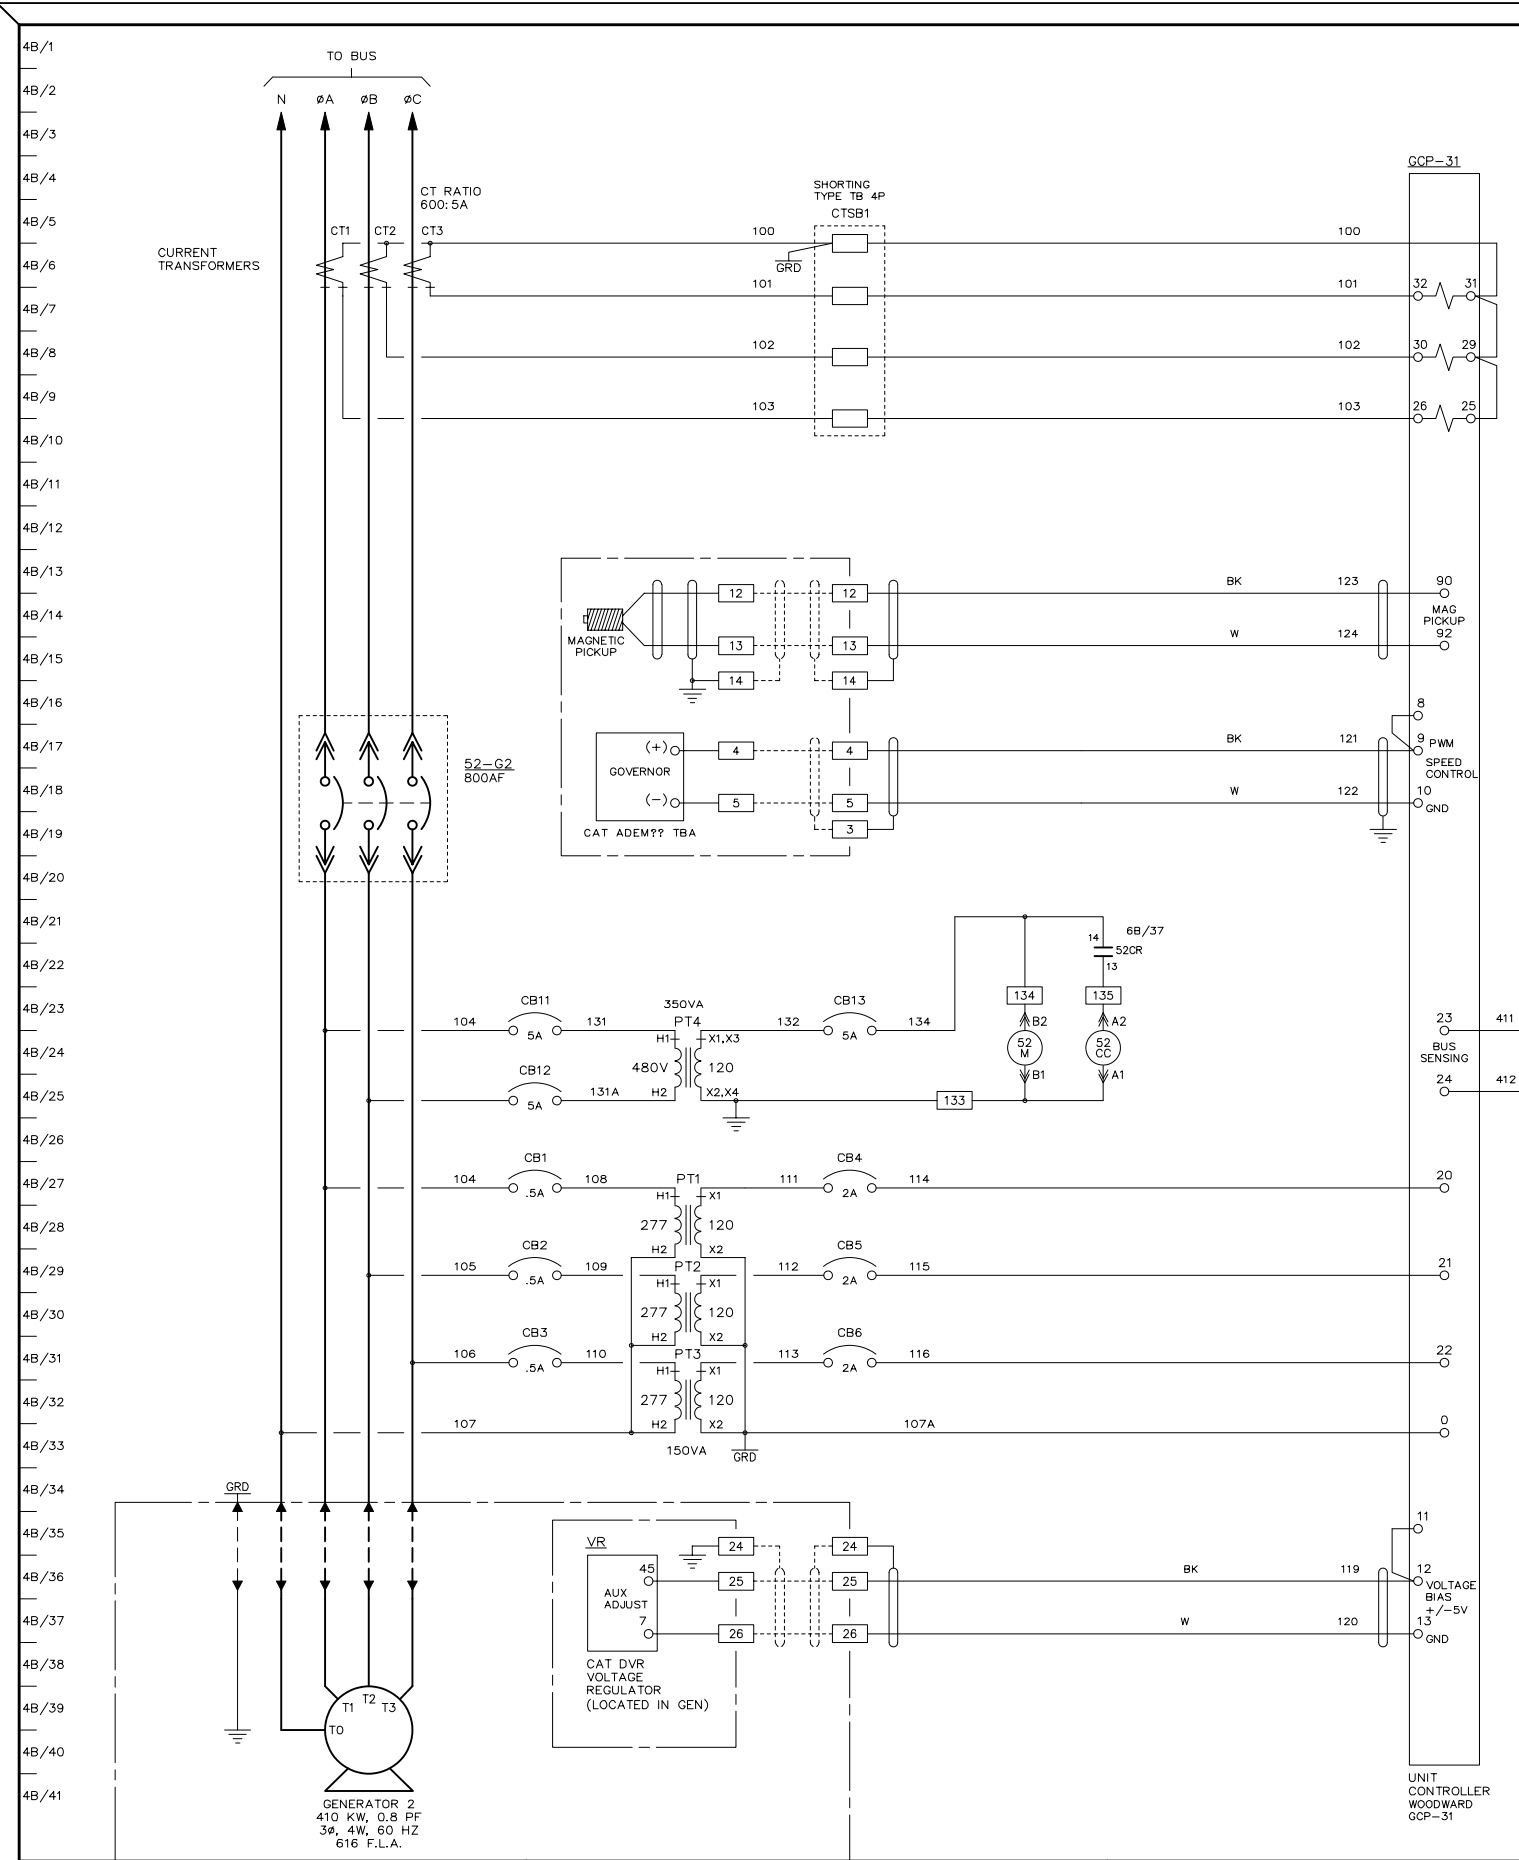 4B/1
TO BUS
4B/2
N ØA ØB ØC
4B/3
4B/4
GCP-31
CT RATIO
600:5A
SHORTING
TYPE TB 4P
CTSB1
4B/5
CT1 CT2 CT3
100 100
CURRENT
TRANSFORMERS
4B/6
GRD
101 101 32 31
4B/7
4B/8
102 102 30 29
4B/9
103 103 26 25
4B/10
4B/11
4B/12
4B/13
12 12 BK 123 90
4B/14
MAGNETIC
PICKUP
MAG
PICKUP
13 13 W 124 92
4B/15
14 14
4B/16
8
4B/17
52-G2
800AF
(+) 4 4 BK 121 9 PWM
GOVERNOR
SPEED
CONTROL
4B/18
(-) 5 5 W 122 10
GND
4B/19
CAT ADEM?? TBA
3
4B/20
4B/21
6B/37
14
52CR
13
4B/22
134 135
4B/23
CB11
350VA
CB13
104 5A 131 PT4 132 5A 134
H1 X1,X3
B2 A2
23 411
4B/24
480V 120
52
M
52
CC
BUS
SENSING
CB12
B1 A1
24 412
4B/25
5A 131A H2 X2,X4
133
4B/26
CB1 CB4
4B/27
104 .5A 108 PT1 111 2A 114 20
H1 X1
4B/28
277 120
CB2 H2 X2 CB5
4B/29
105 .5A 109 PT2 112 2A 115 21
H1 X1
4B/30
277 120
CB3 H2 X2 CB6
4B/31
106 .5A 110 PT3 113 2A 116 22
H1 X1
4B/32
277 120
107 H2 X2 107A 0
4B/33
150VA
GRD
4B/34
GRD
4B/35
VR
24 24
11
4B/36
45 25 25 BK 119 12
AUX
ADJUST
VOLTAGE
BIAS
+/-5V
4B/37
7 26 26 W 120 13
GND
4B/38
CAT DVR
VOLTAGE
REGULATOR
(LOCATED IN GEN)
4B/39
T1 T2 T3
T0
4B/40
4B/41
GENERATOR 2
410 KW, 0.8 PF
3Ø, 4W, 60 HZ
616 F.L.A.
UNIT
CONTROLLER
WOODWARD
GCP-31